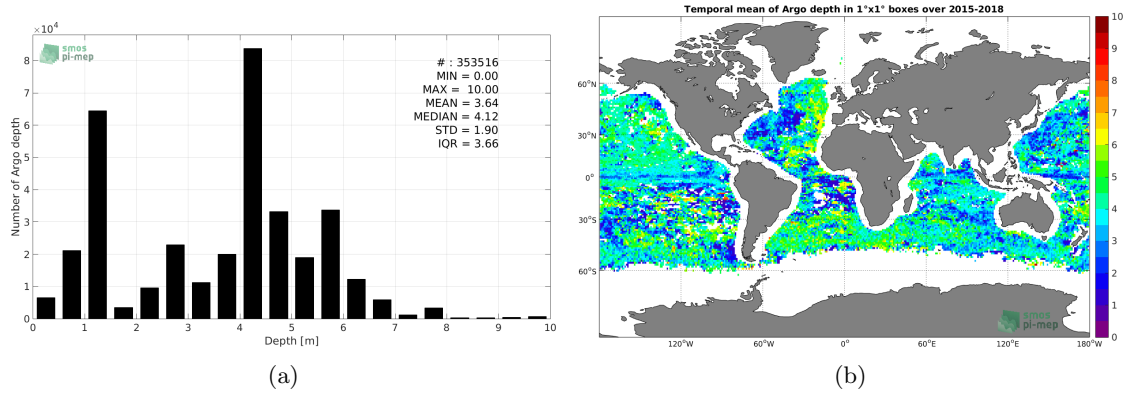 ×10⁴
smos
pi-mep
# : 353516
MIN = 0.00
MAX = 10.00
MEAN = 3.64
MEDIAN = 4.12
STD = 1.90
IQR = 3.66
Number of Argo depth
8
7
6
5
4
3
2
1
0
0 1 2 3 4 5 6 7 8 9 10
Depth [m]
(a)
Temporal mean of Argo depth in 1°x1° boxes over 2015-2018
60°N
30°N
0°
30°S
60°S
120°W 60°W 0° 60°E 120°E 180°W
smos
pi-mep
10
9
8
7
6
5
4
3
2
1
0
(b)